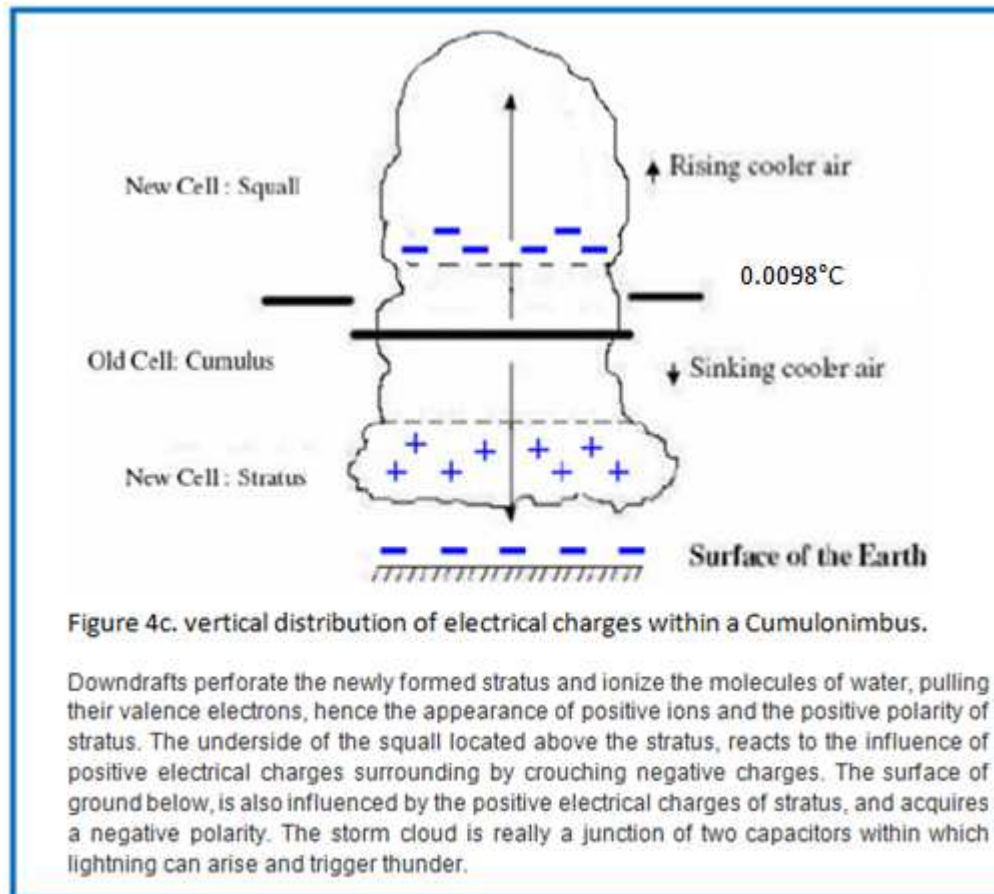 New Cell : Squall
Rising cooler air
0.0098°C
Old Cell: Cumulus
Sinking cooler air
New Cell : Stratus
Surface of the Earth
Figure 4c. vertical distribution of electrical charges within a Cumulonimbus.
Downdrafts perforate the newly formed stratus and ionize the molecules of water, pulling
their valence electrons, hence the appearance of positive ions and the positive polarity of
stratus. The underside of the squall located above the stratus, reacts to the influence of
positive electrical charges surrounding by crouching negative charges. The surface of
ground below, is also influenced by the positive electrical charges of stratus, and acquires
a negative polarity. The storm cloud is really a junction of two capacitors within which
lightning can arise and trigger thunder.